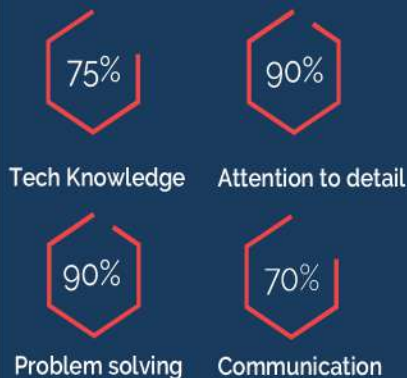 75% 90%
Tech Knowledge Attention to detail
90% 70%
Problem solving Communication